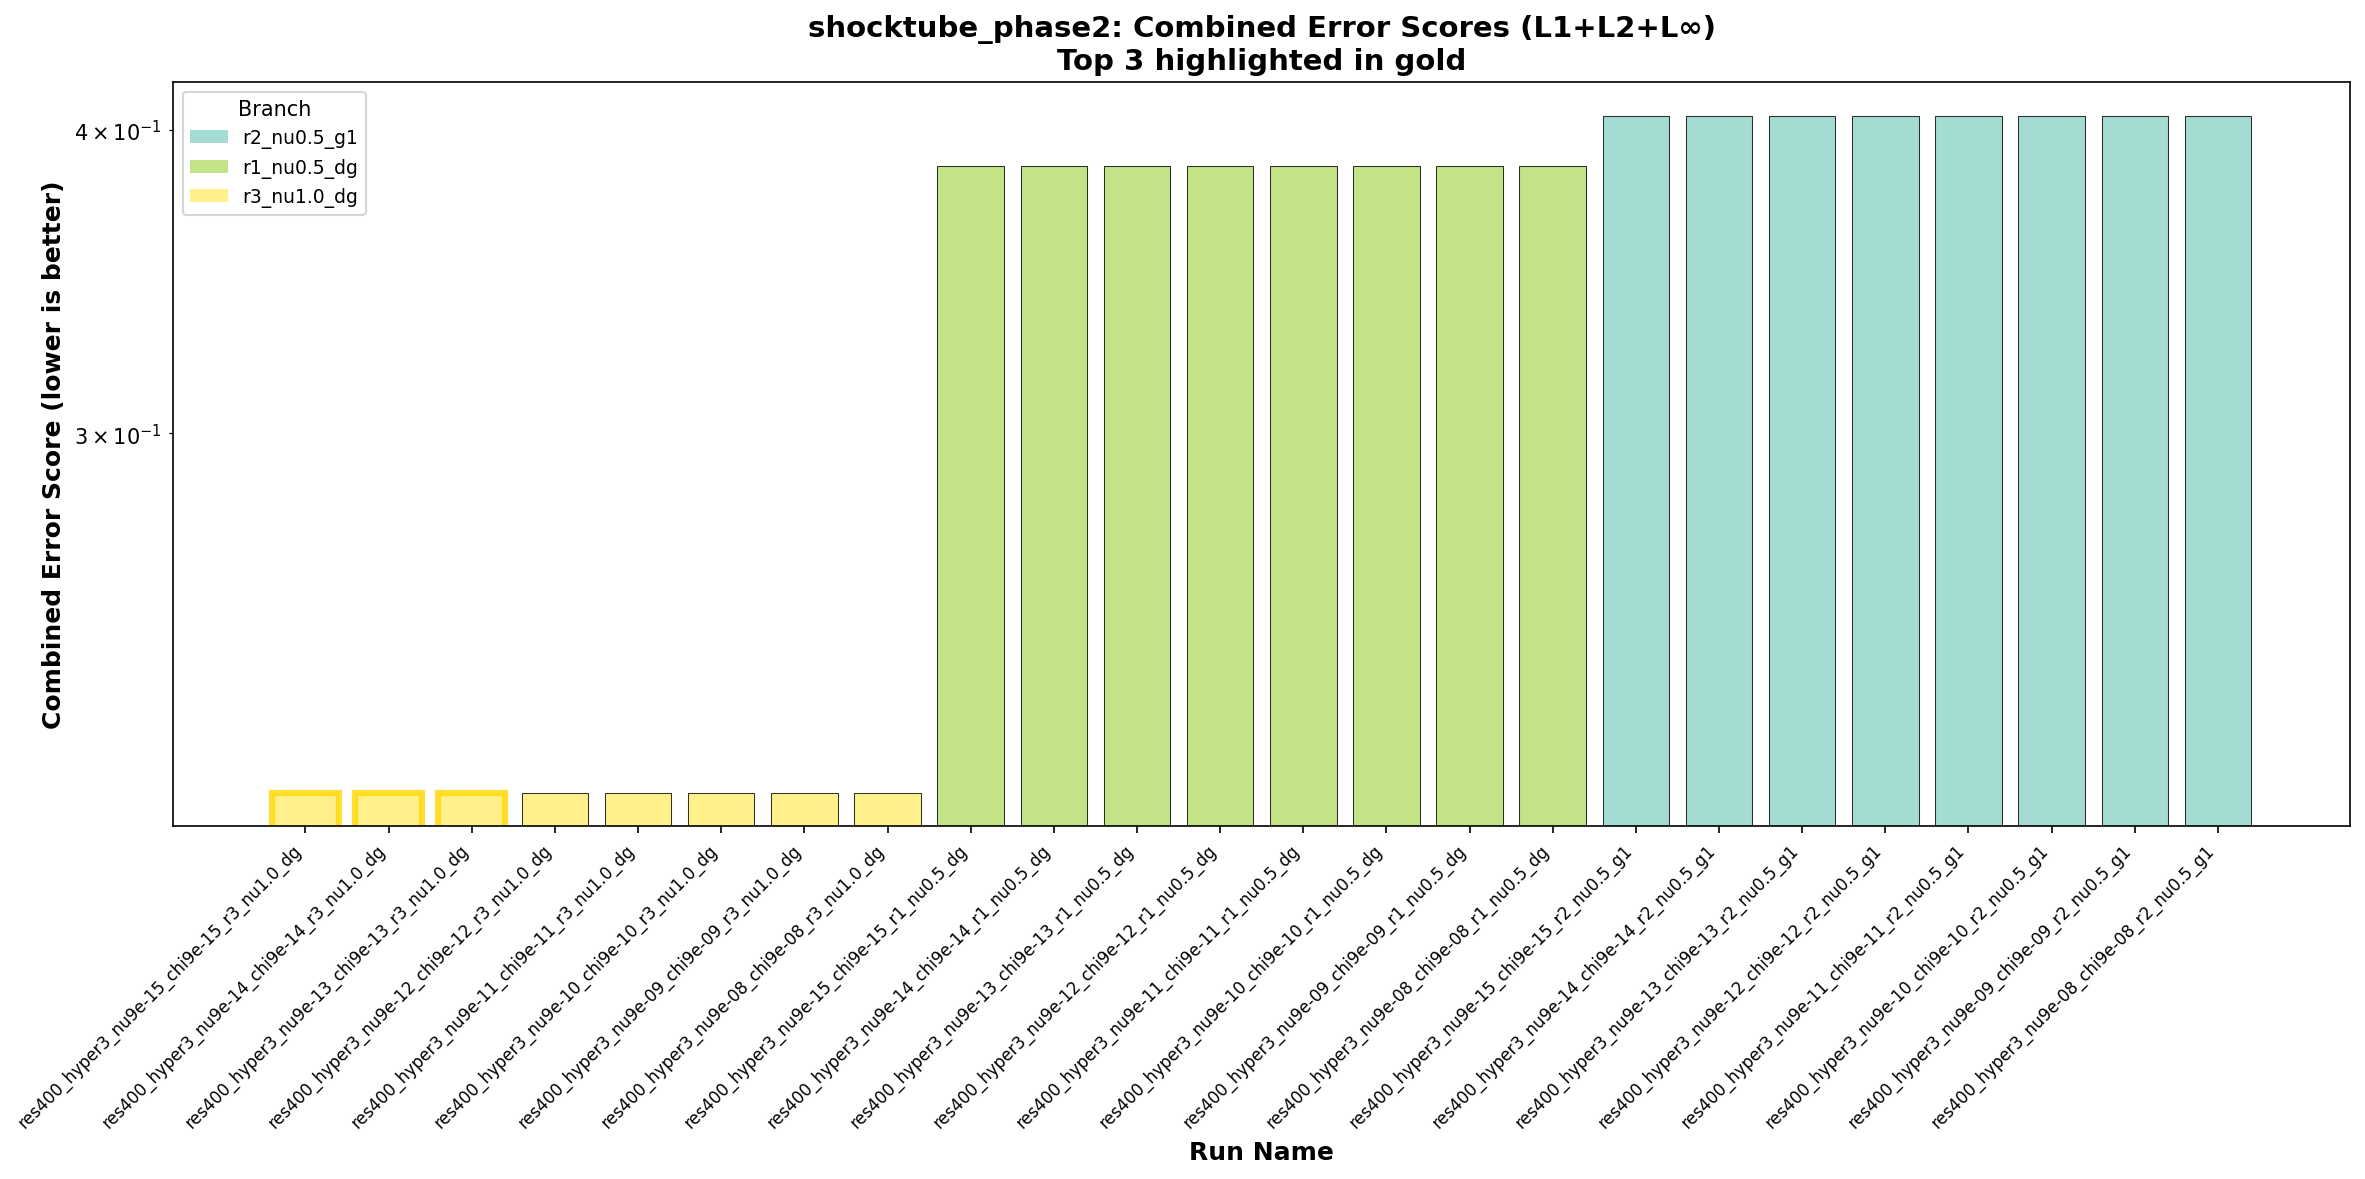 shocktube_phase2: Combined Error Scores (L1+L2+L∞)
Top 3 highlighted in gold
Combined Error Score (lower is better)
4 × 10⁻¹
3 × 10⁻¹
Branch
r2_nu0.5_g1
r1_nu0.5_dg
r3_nu1.0_dg
res400_hyper3_nu9e-15_chi9e-15_r3_nu1.0_dg
res400_hyper3_nu9e-14_chi9e-14_r3_nu1.0_dg
res400_hyper3_nu9e-13_chi9e-13_r3_nu1.0_dg
res400_hyper3_nu9e-12_chi9e-12_r3_nu1.0_dg
res400_hyper3_nu9e-11_chi9e-11_r3_nu1.0_dg
res400_hyper3_nu9e-10_chi9e-10_r3_nu1.0_dg
res400_hyper3_nu9e-09_chi9e-09_r3_nu1.0_dg
res400_hyper3_nu9e-08_chi9e-08_r3_nu1.0_dg
res400_hyper3_nu9e-15_chi9e-15_r1_nu0.5_dg
res400_hyper3_nu9e-14_chi9e-14_r1_nu0.5_dg
res400_hyper3_nu9e-13_chi9e-13_r1_nu0.5_dg
res400_hyper3_nu9e-12_chi9e-12_r1_nu0.5_dg
res400_hyper3_nu9e-11_chi9e-11_r1_nu0.5_dg
res400_hyper3_nu9e-10_chi9e-10_r1_nu0.5_dg
res400_hyper3_nu9e-09_chi9e-09_r1_nu0.5_dg
res400_hyper3_nu9e-08_chi9e-08_r1_nu0.5_dg
res400_hyper3_nu9e-15_chi9e-15_r2_nu0.5_g1
res400_hyper3_nu9e-14_chi9e-14_r2_nu0.5_g1
res400_hyper3_nu9e-13_chi9e-13_r2_nu0.5_g1
res400_hyper3_nu9e-12_chi9e-12_r2_nu0.5_g1
res400_hyper3_nu9e-11_chi9e-11_r2_nu0.5_g1
res400_hyper3_nu9e-10_chi9e-10_r2_nu0.5_g1
res400_hyper3_nu9e-09_chi9e-09_r2_nu0.5_g1
res400_hyper3_nu9e-08_chi9e-08_r2_nu0.5_g1
Run Name